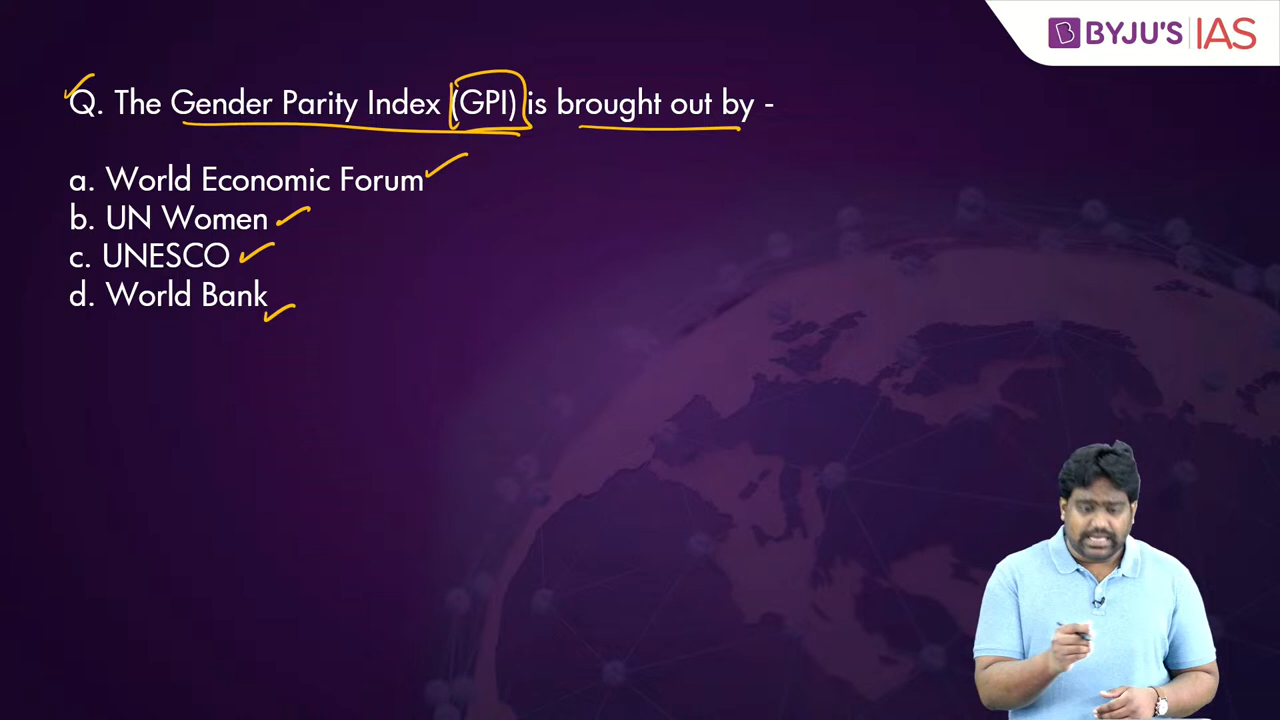 BYJU'S IAS
Q. The Gender Parity Index (GPI) is brought out by -
a. World Economic Forum
b. UN Women
c. UNESCO
d. World Bank